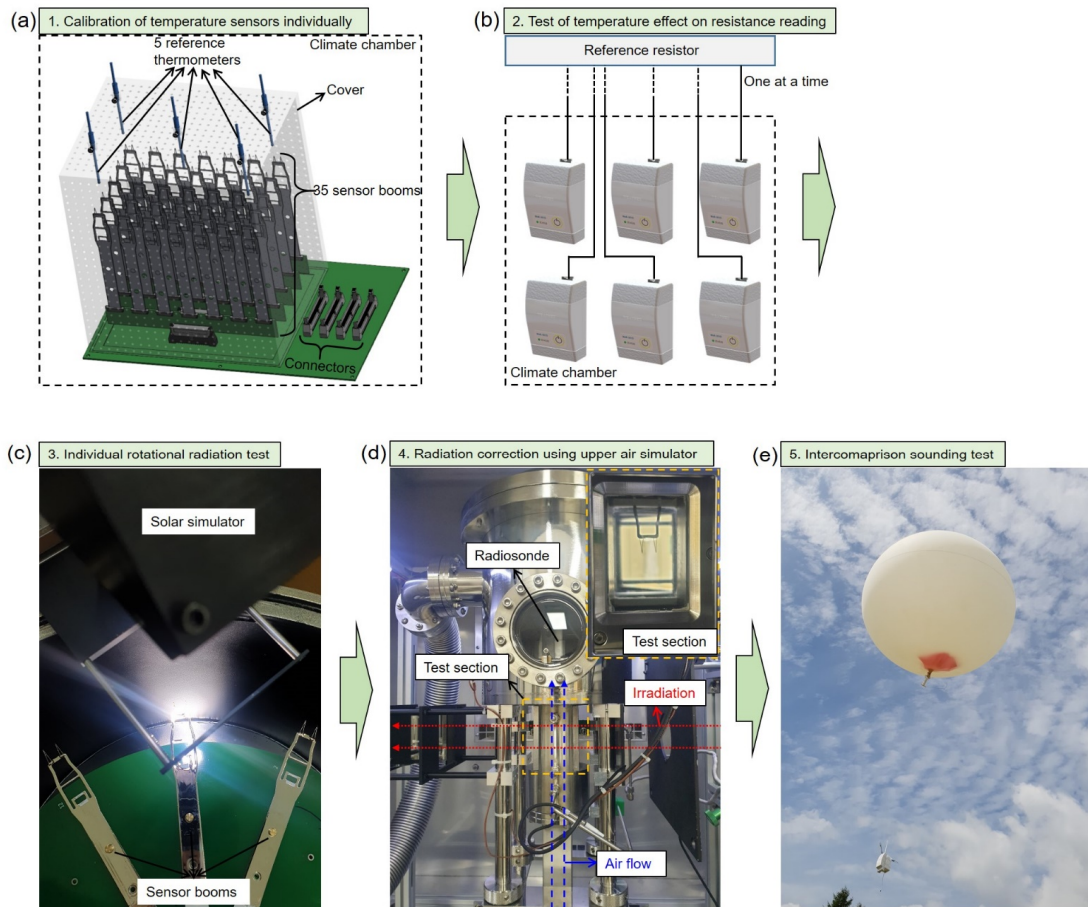 (a)
1. Calibration of temperature sensors individually
Climate chamber
5 reference
thermometers
Cover
35 sensor booms
Connectors
(b)
2. Test of temperature effect on resistance reading
Reference resistor
One at a time
Climate chamber
(c)
3. Individual rotational radiation test
Solar simulator
Sensor booms
(d)
4. Radiation correction using upper air simulator
Radiosonde
Test section
Test section
Irradiation
Air flow
(e)
5. Intercomaprison sounding test